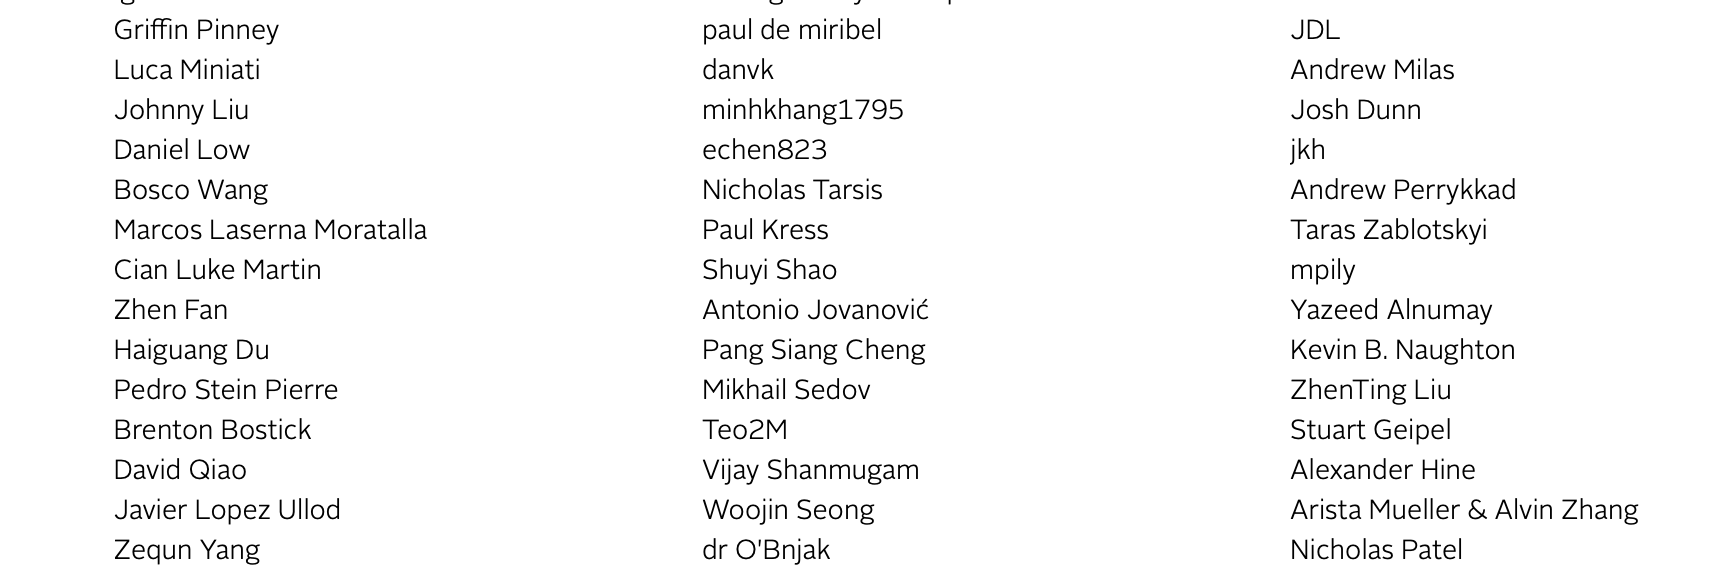 Griffin Pinney
Luca Miniati
Johnny Liu
Daniel Low
Bosco Wang
Marcos Laserna Moratalla
Cian Luke Martin
Zhen Fan
Haiguang Du
Pedro Stein Pierre
Brenton Bostick
David Qiao
Javier Lopez Ullod
Zequn Yang
paul de miribel
danvk
minhkhang1795
echen823
Nicholas Tarsis
Paul Kress
Shuyi Shao
Antonio Jovanović
Pang Siang Cheng
Mikhail Sedov
Teo2M
Vijay Shanmugam
Woojin Seong
dr O'Bnjak
JDL
Andrew Milas
Josh Dunn
jkh
Andrew Perrykkad
Taras Zablotskyi
mpily
Yazeed Alnumay
Kevin B. Naughton
ZhenTing Liu
Stuart Geipel
Alexander Hine
Arista Mueller & Alvin Zhang
Nicholas Patel